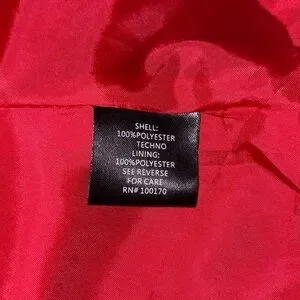 SHELL:
100%POLYESTER
TECHNO
LINING:
100%POLYESTER
SEE REVERSE
FOR CARE
RN# 100170